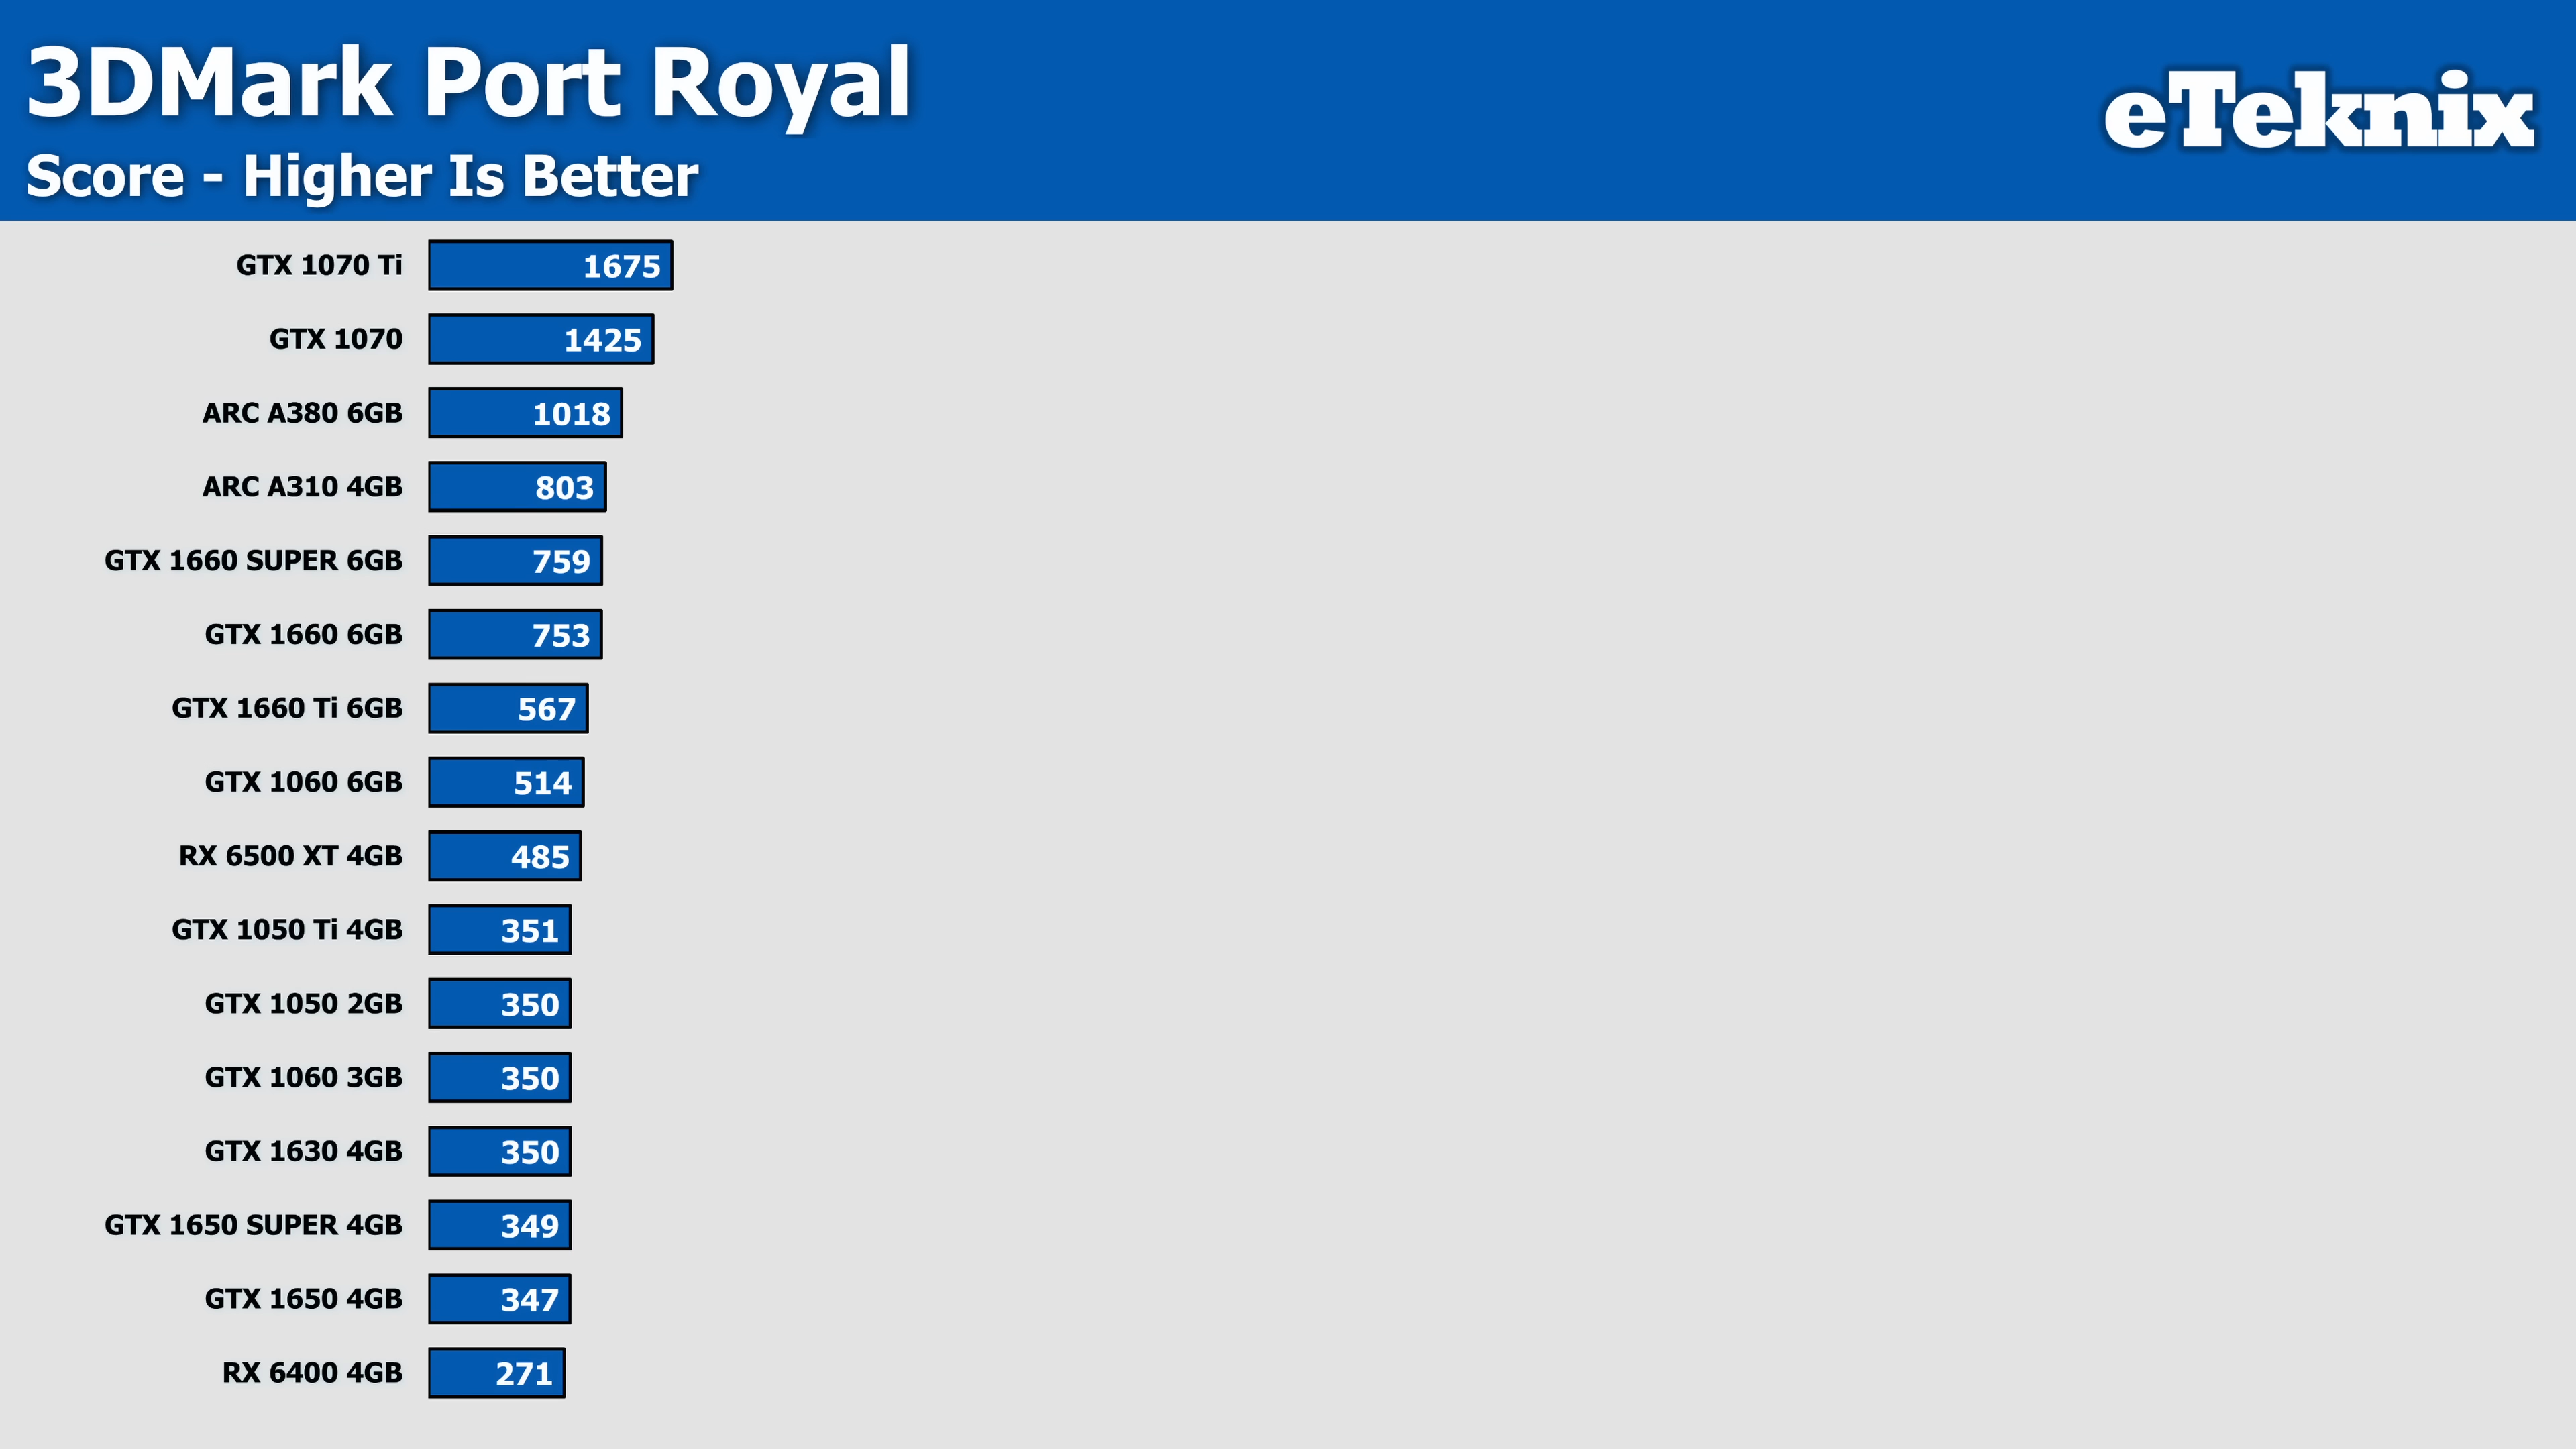 3DMark Port Royal
Score - Higher Is Better
eTeknix
GTX 1070 Ti 1675
GTX 1070 1425
ARC A380 6GB 1018
ARC A310 4GB 803
GTX 1660 SUPER 6GB 759
GTX 1660 6GB 753
GTX 1660 Ti 6GB 567
GTX 1060 6GB 514
RX 6500 XT 4GB 485
GTX 1050 Ti 4GB 351
GTX 1050 2GB 350
GTX 1060 3GB 350
GTX 1630 4GB 350
GTX 1650 SUPER 4GB 349
GTX 1650 4GB 347
RX 6400 4GB 271